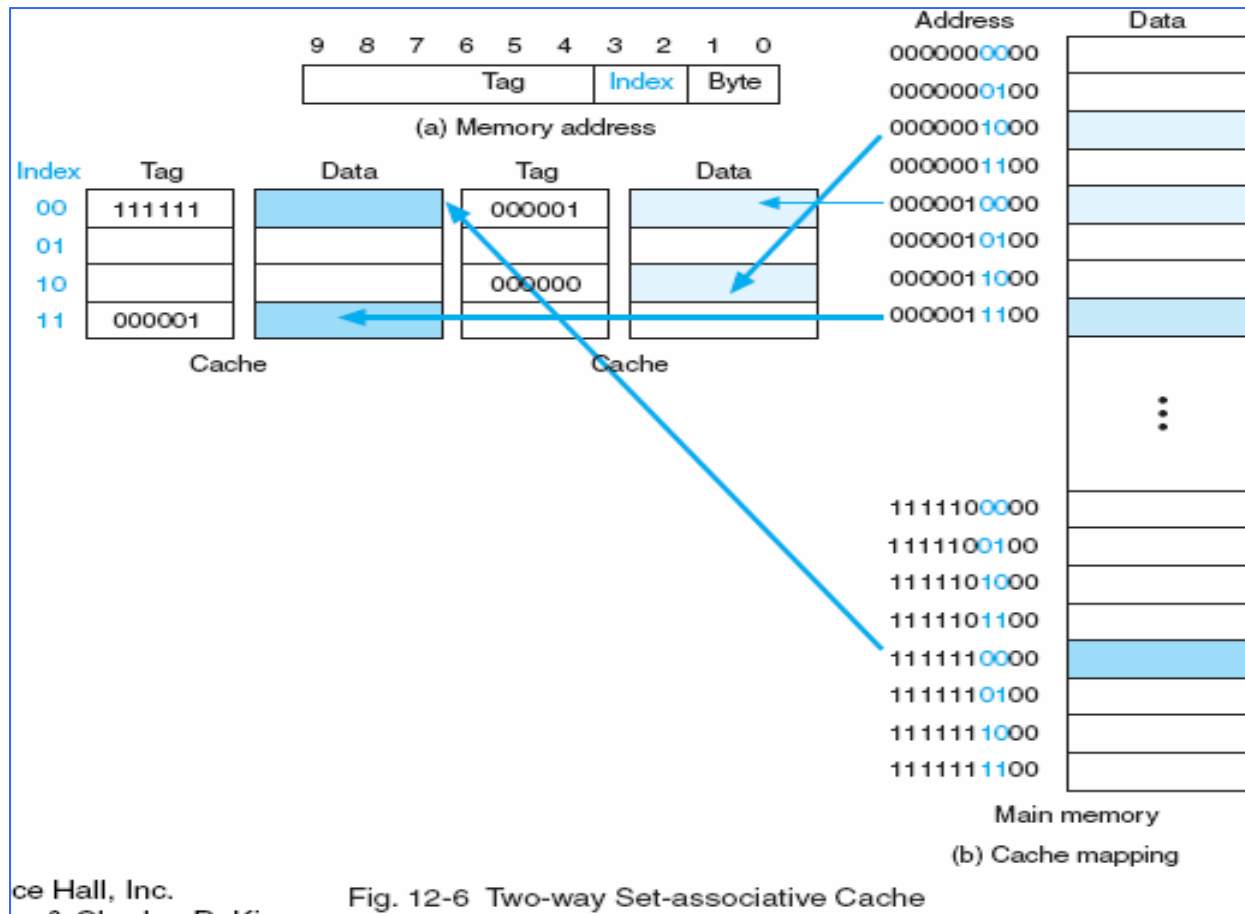 Address Data
9 8 7 6 5 4 3 2 1 0
Tag Index Byte
(a) Memory address
Index Tag Data Tag Data
00 111111 000001
01
10 000000
11 000001
Cache Cache
0000000000
0000000100
0000001000
0000001100
0000010000
0000010100
0000011000
0000011100
1111100000
1111100100
1111101000
1111101100
1111110000
1111110100
1111111000
1111111100
Main memory
(b) Cache mapping
ce Hall, Inc.
Fig. 12-6 Two-way Set-associative Cache